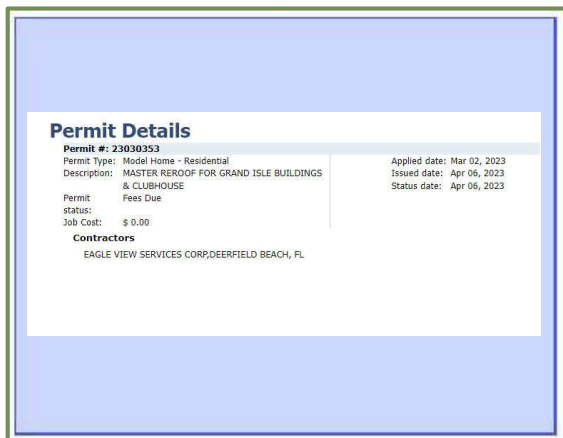 Permit Details
Permit #: 23030353
Permit Type: Model Home - Residential
Description: MASTER REROOF FOR GRAND ISLE BUILDINGS
& CLUBHOUSE
Permit status: Fees Due
Job Cost: $ 0.00
Applied date: Mar 02, 2023
Issued date: Apr 06, 2023
Status date: Apr 06, 2023
Contractors
EAGLE VIEW SERVICES CORP,DEERFIELD BEACH, FL